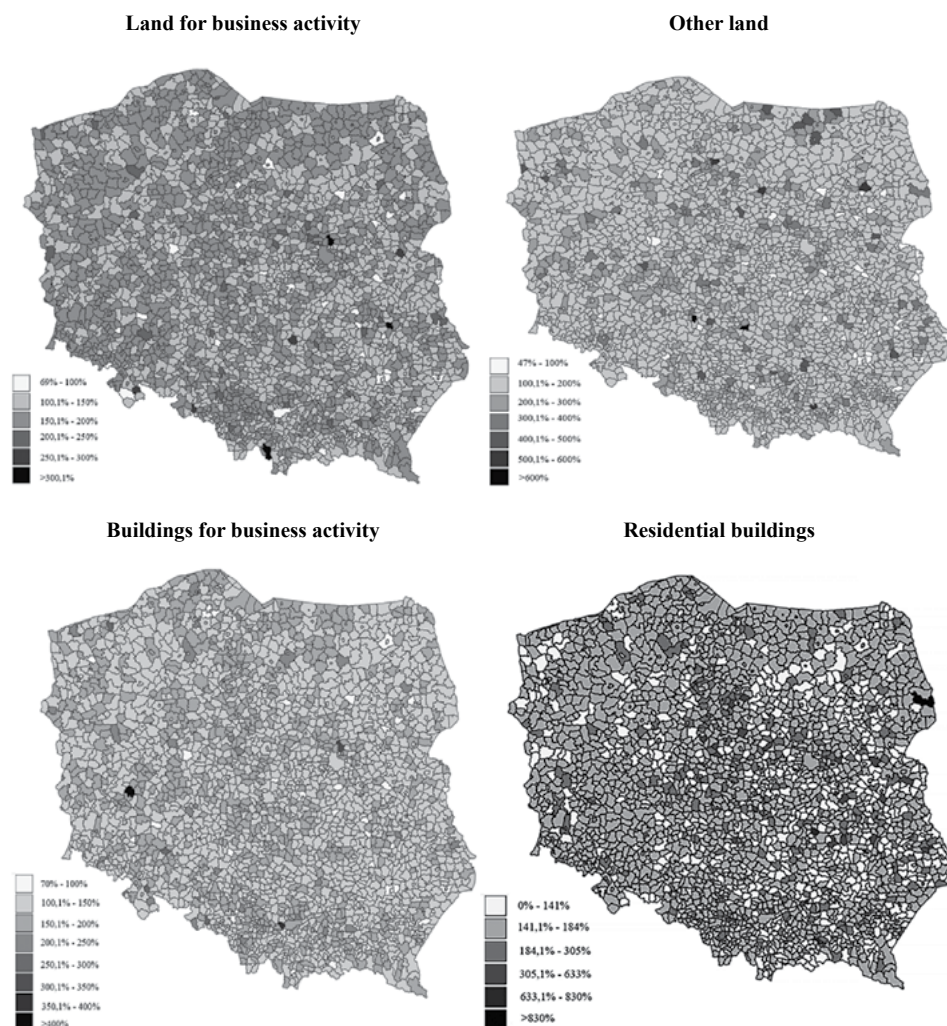 Land for business activity
Other land
69% - 100%
100,1% - 150%
150,1% - 200%
200,1% - 250%
250,1% - 300%
>300,1%
47% - 100%
100,1% - 200%
200,1% - 300%
300,1% - 400%
400,1% - 500%
500,1% - 600%
>600%
Buildings for business activity
Residential buildings
70% - 100%
100,1% - 150%
150,1% - 200%
200,1% - 250%
250,1% - 300%
300,1% - 350%
350,1% - 400%
>400%
0% - 141%
141,1% - 184%
184,1% - 305%
305,1% - 633%
633,1% - 830%
>830%